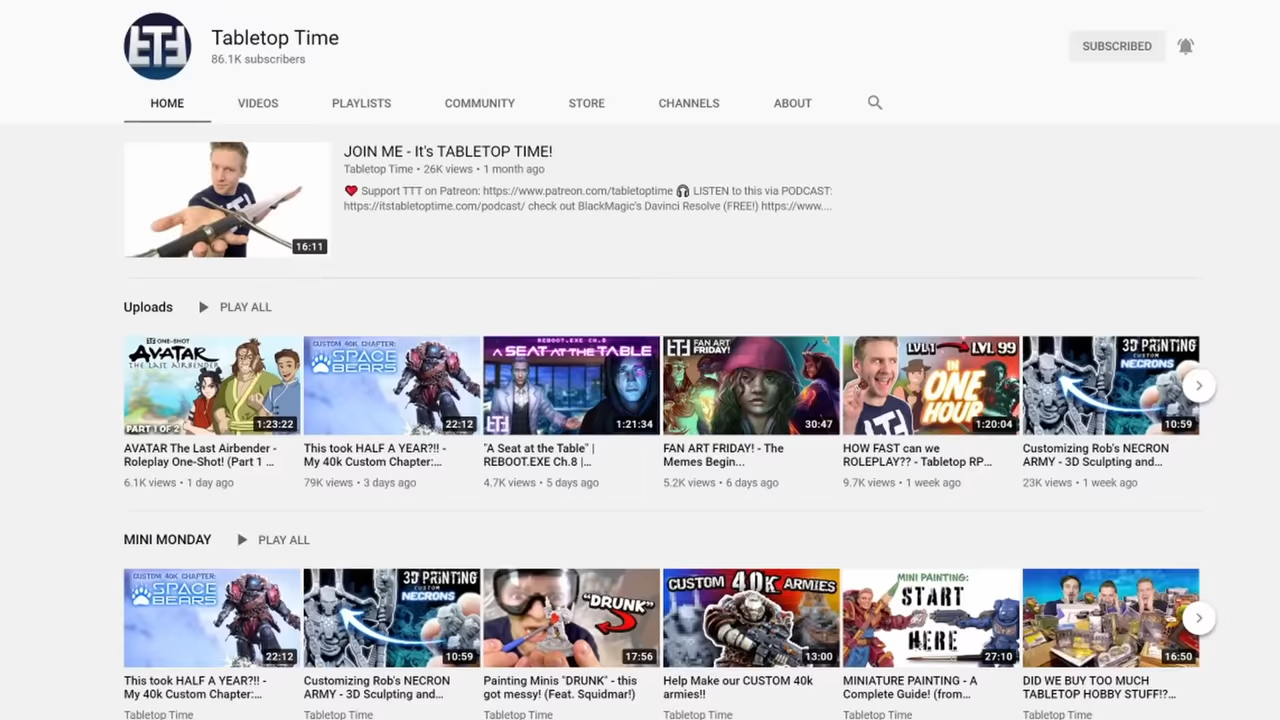 Tabletop Time
86.1K subscribers
SUBSCRIBED
HOME VIDEOS PLAYLISTS COMMUNITY STORE CHANNELS ABOUT
JOIN ME - It's TABLETOP TIME!
Tabletop Time • 26K views • 1 month ago
❤️ Support TTT on Patreon: https://www.patreon.com/tabletoptime 🎧 LISTEN to this via PODCAST:
https://itstabletoptime.com/podcast/ check out BlackMagic's Davinci Resolve (FREE!) https://www....
16:11
Uploads PLAY ALL
ONE-SHOT
AVATAR
THE LAST AIRBENDER
PART 1 OF 2
1:23:22
AVATAR The Last Airbender -
Roleplay One-Shot! (Part 1 ...
6.1K views • 1 day ago
CUSTOM 40K CHAPTER:
SPACE
BEARS
22:12
This took HALF A YEAR?!! -
My 40k Custom Chapter:...
79K views • 3 days ago
REBOOT.EXE CH.8
A SEAT AT THE TABLE
1:21:34
"A Seat at the Table" |
REBOOT.EXE Ch.8 |...
4.7K views • 5 days ago
FAN ART
FRIDAY!
30:47
FAN ART FRIDAY! - The
Memes Begin...
5.2K views • 6 days ago
LVL 1 LVL 99
IN
ONE
HOUR
1:20:04
HOW FAST can we
ROLEPLAY?? - Tabletop RP...
9.7K views • 1 week ago
3D PRINTING
CUSTOM
NECRONS
10:59
Customizing Rob's NECRON
ARMY - 3D Sculpting and...
23K views • 1 week ago
MINI MONDAY PLAY ALL
CUSTOM 40K CHAPTER:
SPACE
BEARS
22:12
This took HALF A YEAR?!! -
My 40k Custom Chapter:...
Tabletop Time
3D PRINTING
CUSTOM
NECRONS
10:59
Customizing Rob's NECRON
ARMY - 3D Sculpting and...
Tabletop Time
"DRUNK"
17:56
Painting Minis "DRUNK" - this
got messy! (Feat. Squidmar!)
Tabletop Time
CUSTOM 40K ARMIES
13:00
Help Make our CUSTOM 40k
armies!!
Tabletop Time
MINI PAINTING:
START
HERE
27:10
MINIATURE PAINTING - A
Complete Guide! (from...
Tabletop Time
16:50
DID WE BUY TOO MUCH
TABLETOP HOBBY STUFF!?...
Tabletop Time